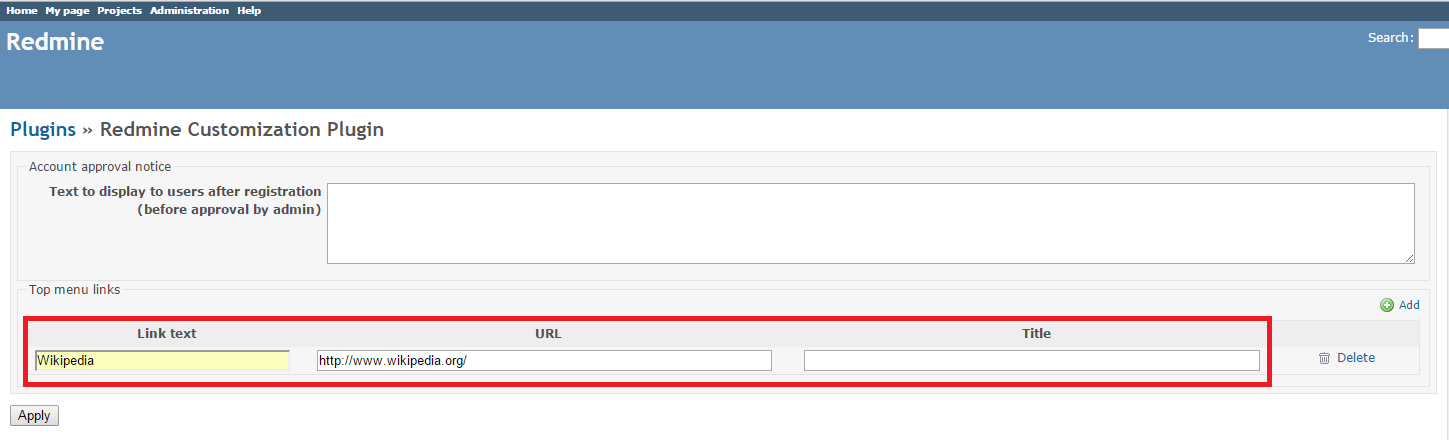 Home My page Projects Administration Help
Redmine
Search:
Plugins » Redmine Customization Plugin
Account approval notice
Text to display to users after registration
(before approval by admin)
Top menu links
Add
Link text URL Title
Wikipedia http://www.wikipedia.org/ Delete
Apply